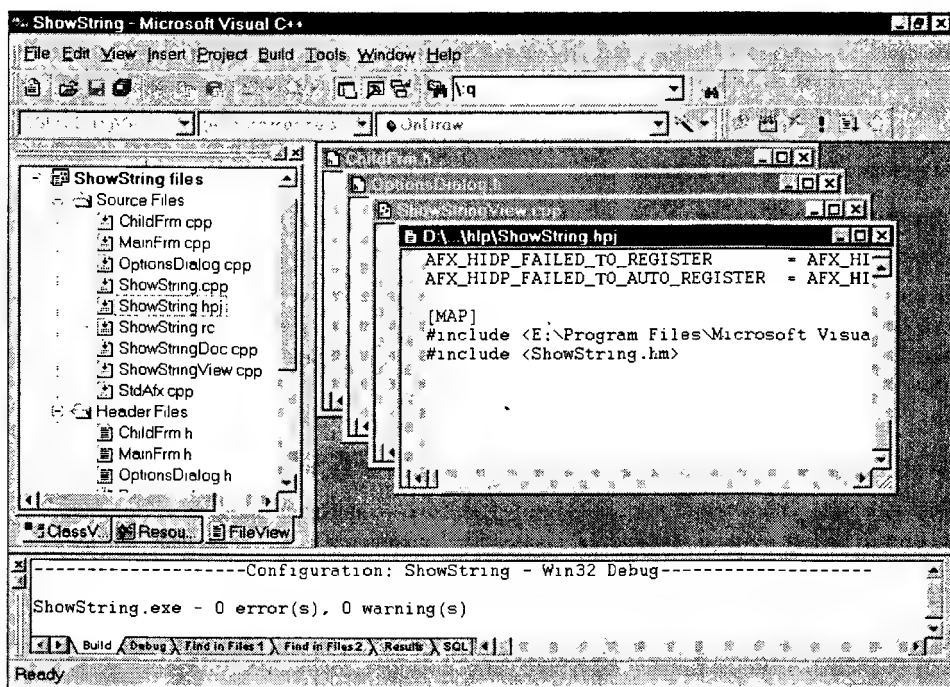 ShowString - Microsoft Visual C++
File Edit View Insert Project Build Tools Window Help
\:q
OnDraw
ShowString files
Source Files
ChildFrm cpp
MainFrm cpp
OptionsDialog cpp
ShowString.cpp
ShowString hpj
ShowString rc
ShowStringDoc cpp
ShowStringView cpp
StdAfx cpp
Header Files
ChildFrm h
MainFrm h
OptionsDialog h
ClassV... Resou... FileView
ChildFrm h
OptionsDialog.h
ShowStringView.cpp
D:\...\hlp\ShowString.hpj
AFX_HIDP_FAILED_TO_REGISTER = AFX_HI
AFX_HIDP_FAILED_TO_AUTO_REGISTER = AFX_HI
[MAP]
#include <E:\Program Files\Microsoft Visua
#include <ShowString.hm>
--------------------Configuration: ShowString - Win32 Debug--------------------
ShowString.exe - 0 error(s), 0 warning(s)
Build Debug Find in Files 1 Find in Files 2 Results SQL
Ready